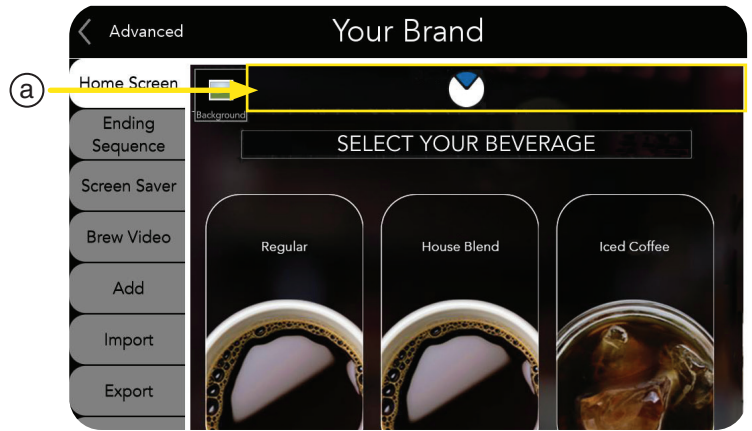 Advanced
Your Brand
a
Home Screen
Background
Ending
Sequence
SELECT YOUR BEVERAGE
Screen Saver
Brew Video
Regular
House Blend
Iced Coffee
Add
Import
Export